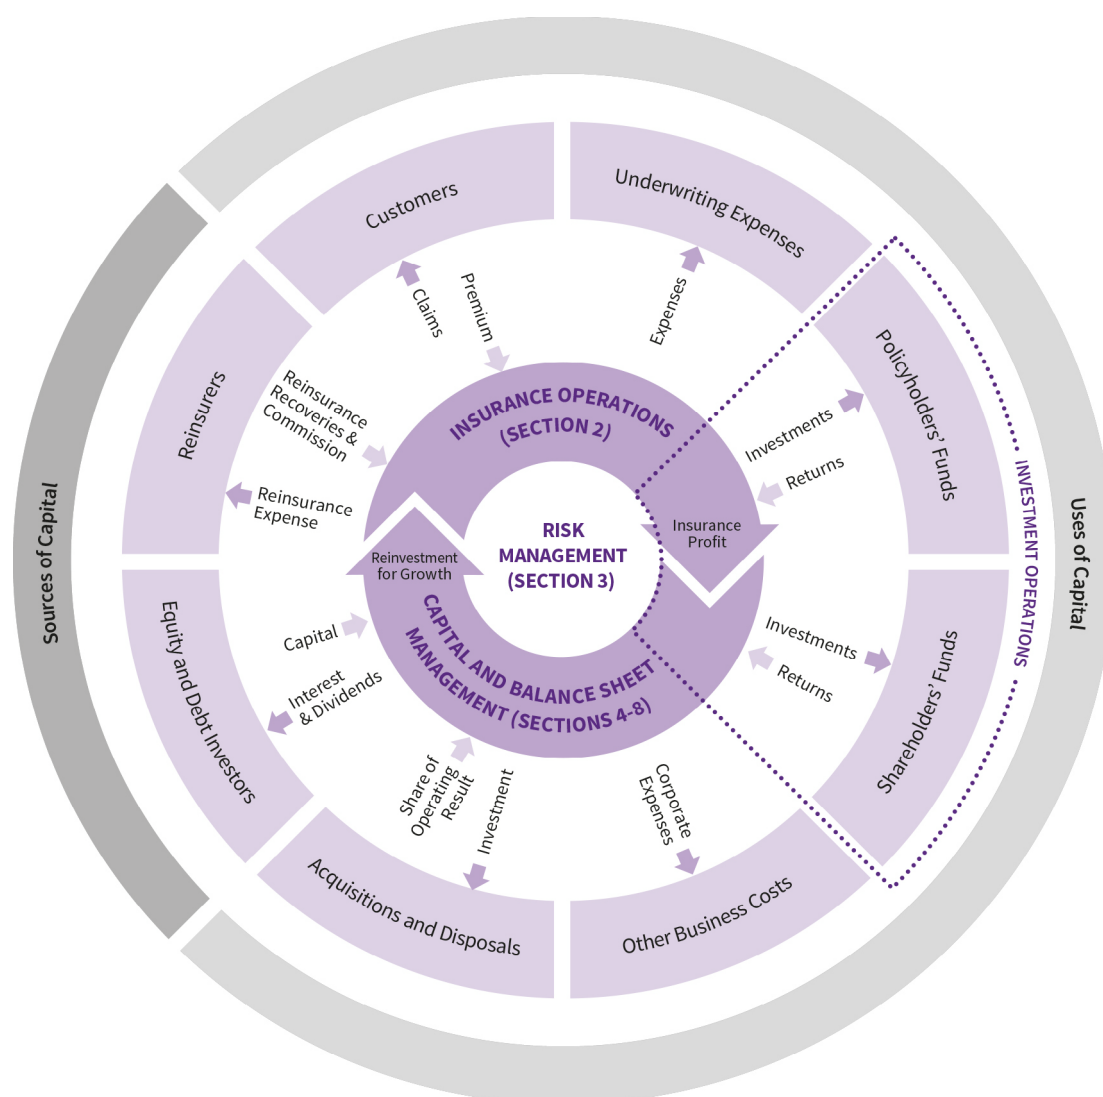 Sources of Capital
Uses of Capital
Customers
Underwriting Expenses
Policyholders' Funds
Shareholders' Funds
Other Business Costs
Acquisitions and Disposals
Equity and Debt Investors
Reinsurers
INVESTMENT OPERATIONS
Claims
Premium
Expenses
Investments
Returns
Investments
Returns
Corporate
Expenses
Investment
Share of
Operating
Result
Interest
& Dividends
Capital
Reinsurance
Expense
Reinsurance
Recoveries &
Commission
INSURANCE OPERATIONS
(SECTION 2)
Insurance
Profit
RISK
MANAGEMENT
(SECTION 3)
Reinvestment
for Growth
CAPITAL AND BALANCE SHEET
MANAGEMENT (SECTIONS 4-8)